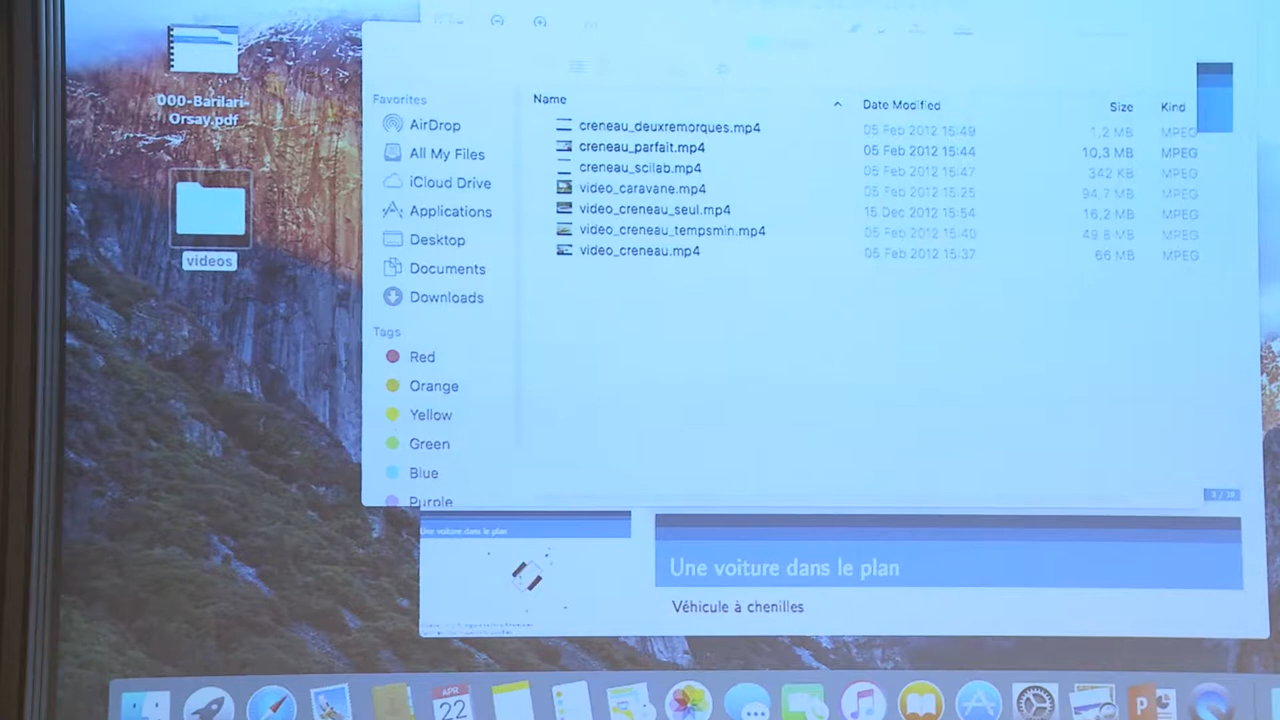 000-Barilari-
Orsay.pdf
videos
Favorites
AirDrop
All My Files
iCloud Drive
Applications
Desktop
Documents
Downloads
Tags
Red
Orange
Yellow
Green
Blue
Purple
Name Date Modified Size Kind
creneau_deuxremorques.mp4 05 Feb 2012 15:49 1,2 MB MPEG
creneau_parfait.mp4 05 Feb 2012 15:44 10,3 MB MPEG
creneau_scilab.mp4 05 Feb 2012 15:47 342 KB MPEG
video_caravane.mp4 05 Feb 2012 15:25 94,7 MB MPEG
video_creneau_seul.mp4 15 Dec 2012 15:54 16,2 MB MPEG
video_creneau_tempsmin.mp4 05 Feb 2012 15:40 49,8 MB MPEG
video_creneau.mp4 05 Feb 2012 15:37 66 MB MPEG
Une voiture dans le plan
Une voiture dans le plan
Véhicule à chenilles
APR
22